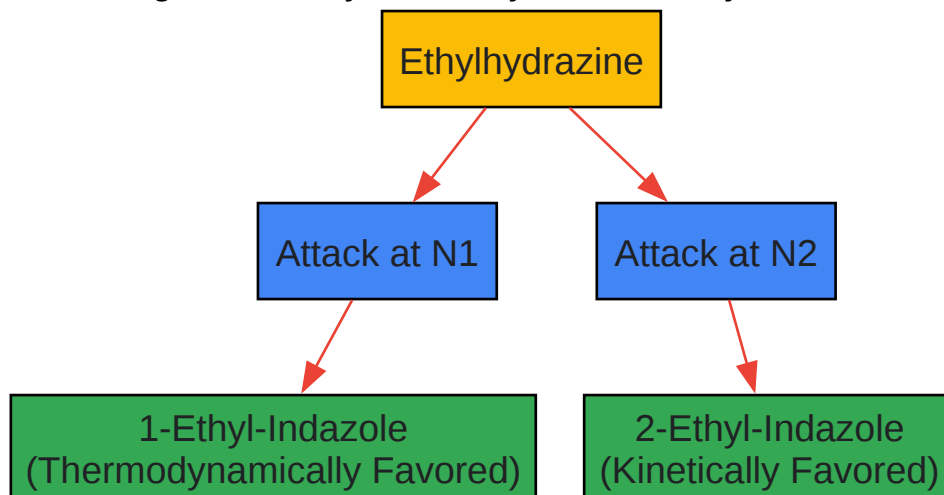 Ethylhydrazine
Attack at N1
Attack at N2
1-Ethyl-Indazole
(Thermodynamically Favored)
2-Ethyl-Indazole
(Kinetically Favored)